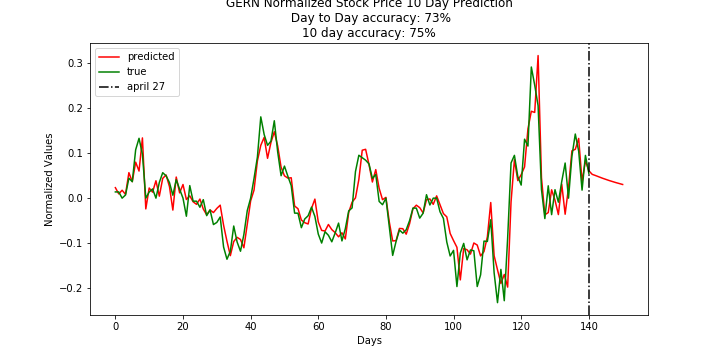 GERN Normalized Stock Price 10 Day Prediction
Day to Day accuracy: 73%
10 day accuracy: 75%
predicted
true
april 27
Normalized Values
0.3
0.2
0.1
0.0
−0.1
−0.2
0 20 40 60 80 100 120 140
Days